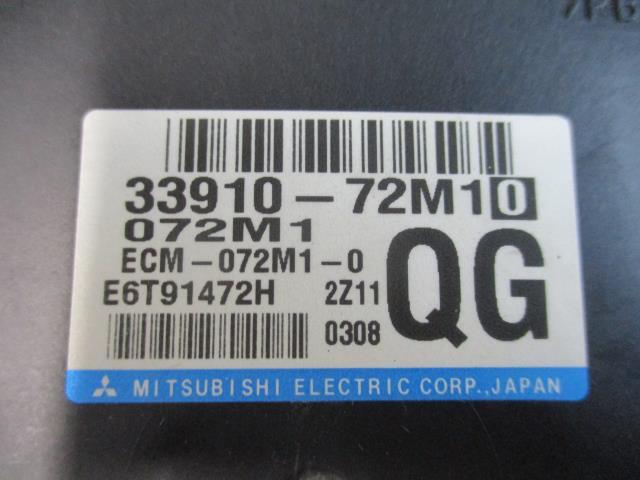 33910-72M10
072M1
ECM-072M1-0
QG
E6T91472H 2Z11
0308
MITSUBISHI ELECTRIC CORP.,JAPAN